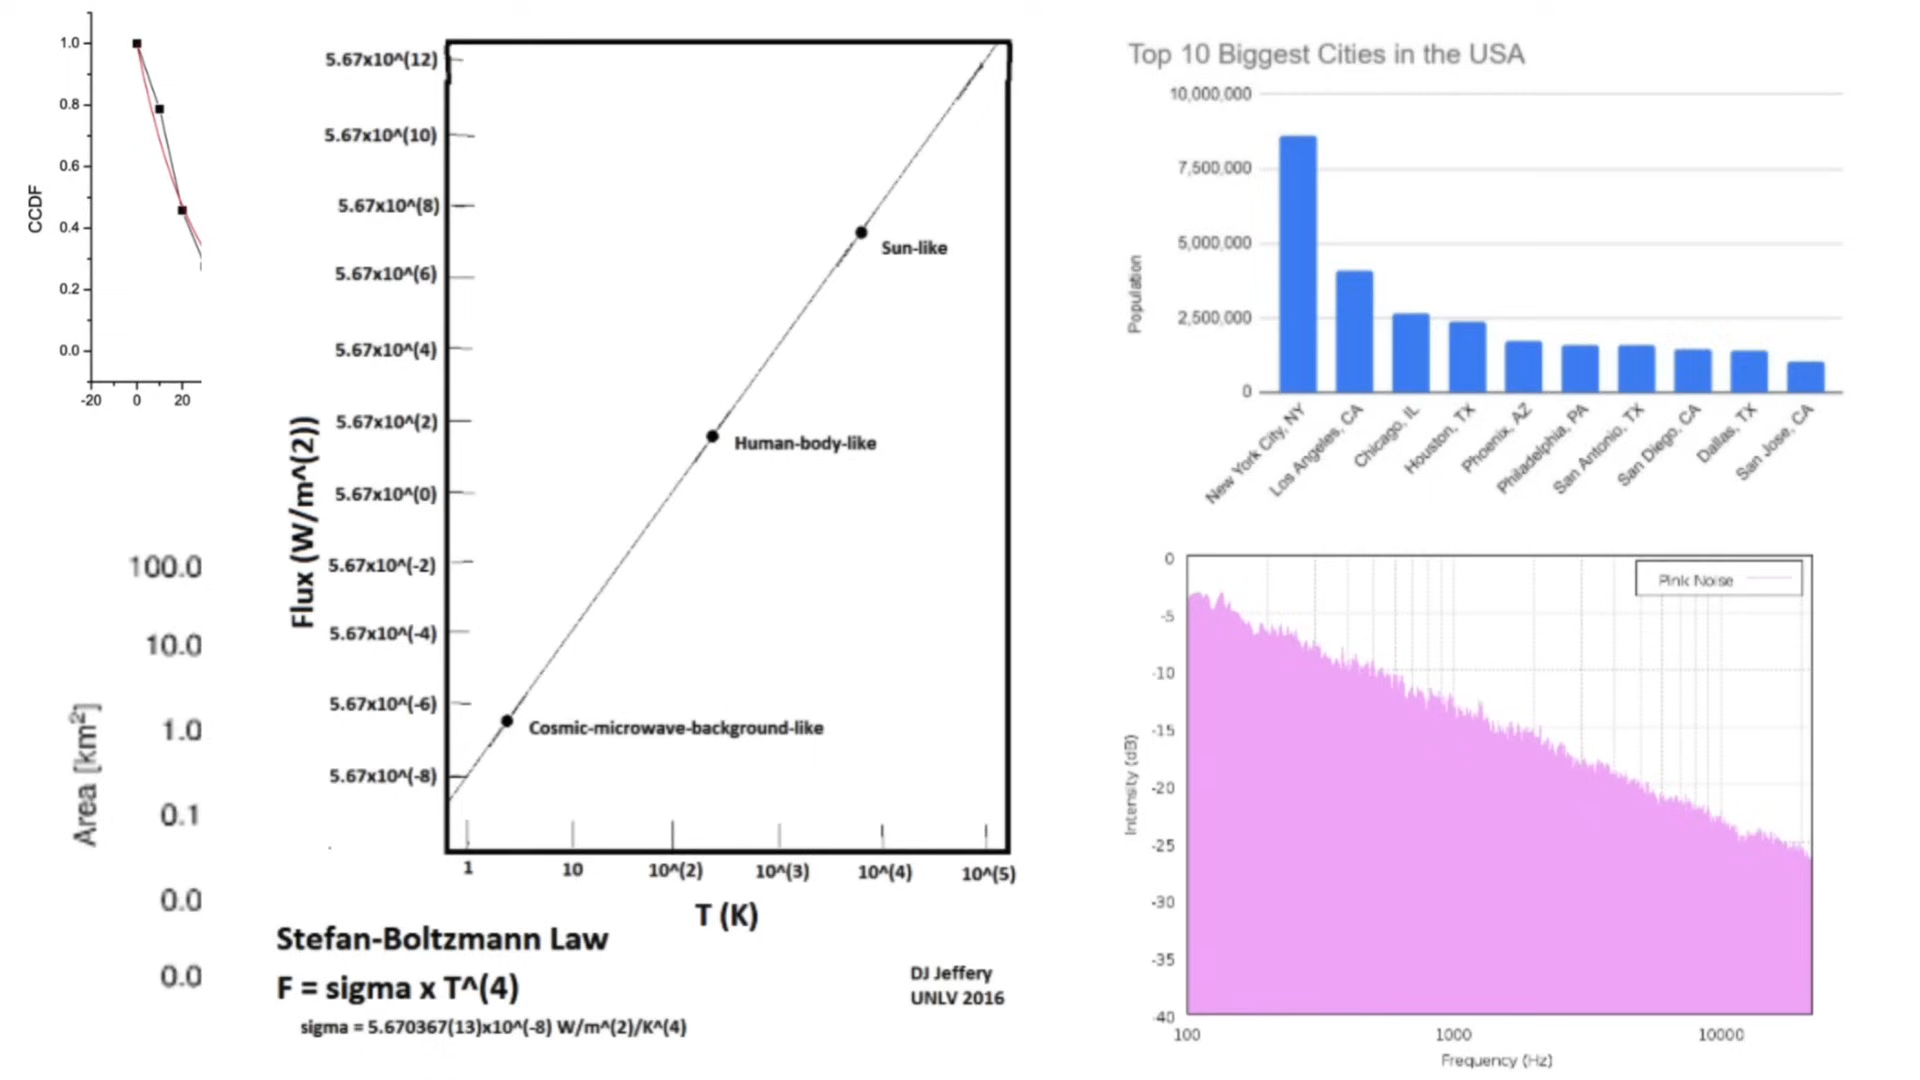 1.0
0.8
0.6
0.4
0.2
0.0
CCDF
-20 0 20
100.0
10.0
1.0
0.1
0.0
0.0
Area [km²]
5.67x10^(12)
5.67x10^(10)
5.67x10^(8)
5.67x10^(6)
5.67x10^(4)
5.67x10^(2)
5.67x10^(0)
5.67x10^(-2)
5.67x10^(-4)
5.67x10^(-6)
5.67x10^(-8)
Flux (W/m^(2))
Sun-like
Human-body-like
Cosmic-microwave-background-like
1 10 10^(2) 10^(3) 10^(4) 10^(5)
T (K)
Stefan-Boltzmann Law
F = sigma x T^(4)
sigma = 5.670367(13)x10^(-8) W/m^(2)/K^(4)
DJ Jeffery
UNLV 2016
Top 10 Biggest Cities in the USA
10,000,000
7,500,000
5,000,000
2,500,000
0
Population
New York City, NY
Los Angeles, CA
Chicago, IL
Houston, TX
Phoenix, AZ
Philadelphia, PA
San Antonio, TX
San Diego, CA
Dallas, TX
San Jose, CA
Pink Noise
0
-5
-10
-15
-20
-25
-30
-35
-40
Intensity (dB)
100 1000 10000
Frequency (Hz)